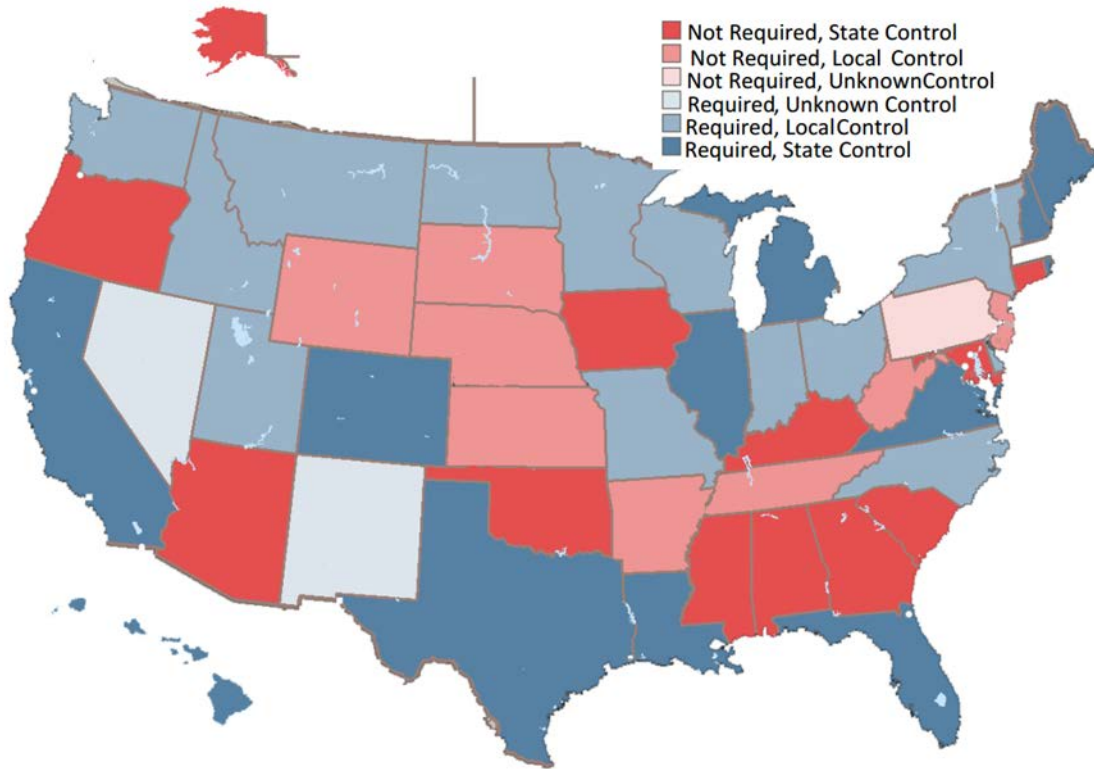 Not Required, State Control
Not Required, Local Control
Not Required, UnknownControl
Required, Unknown Control
Required, LocalControl
Required, State Control